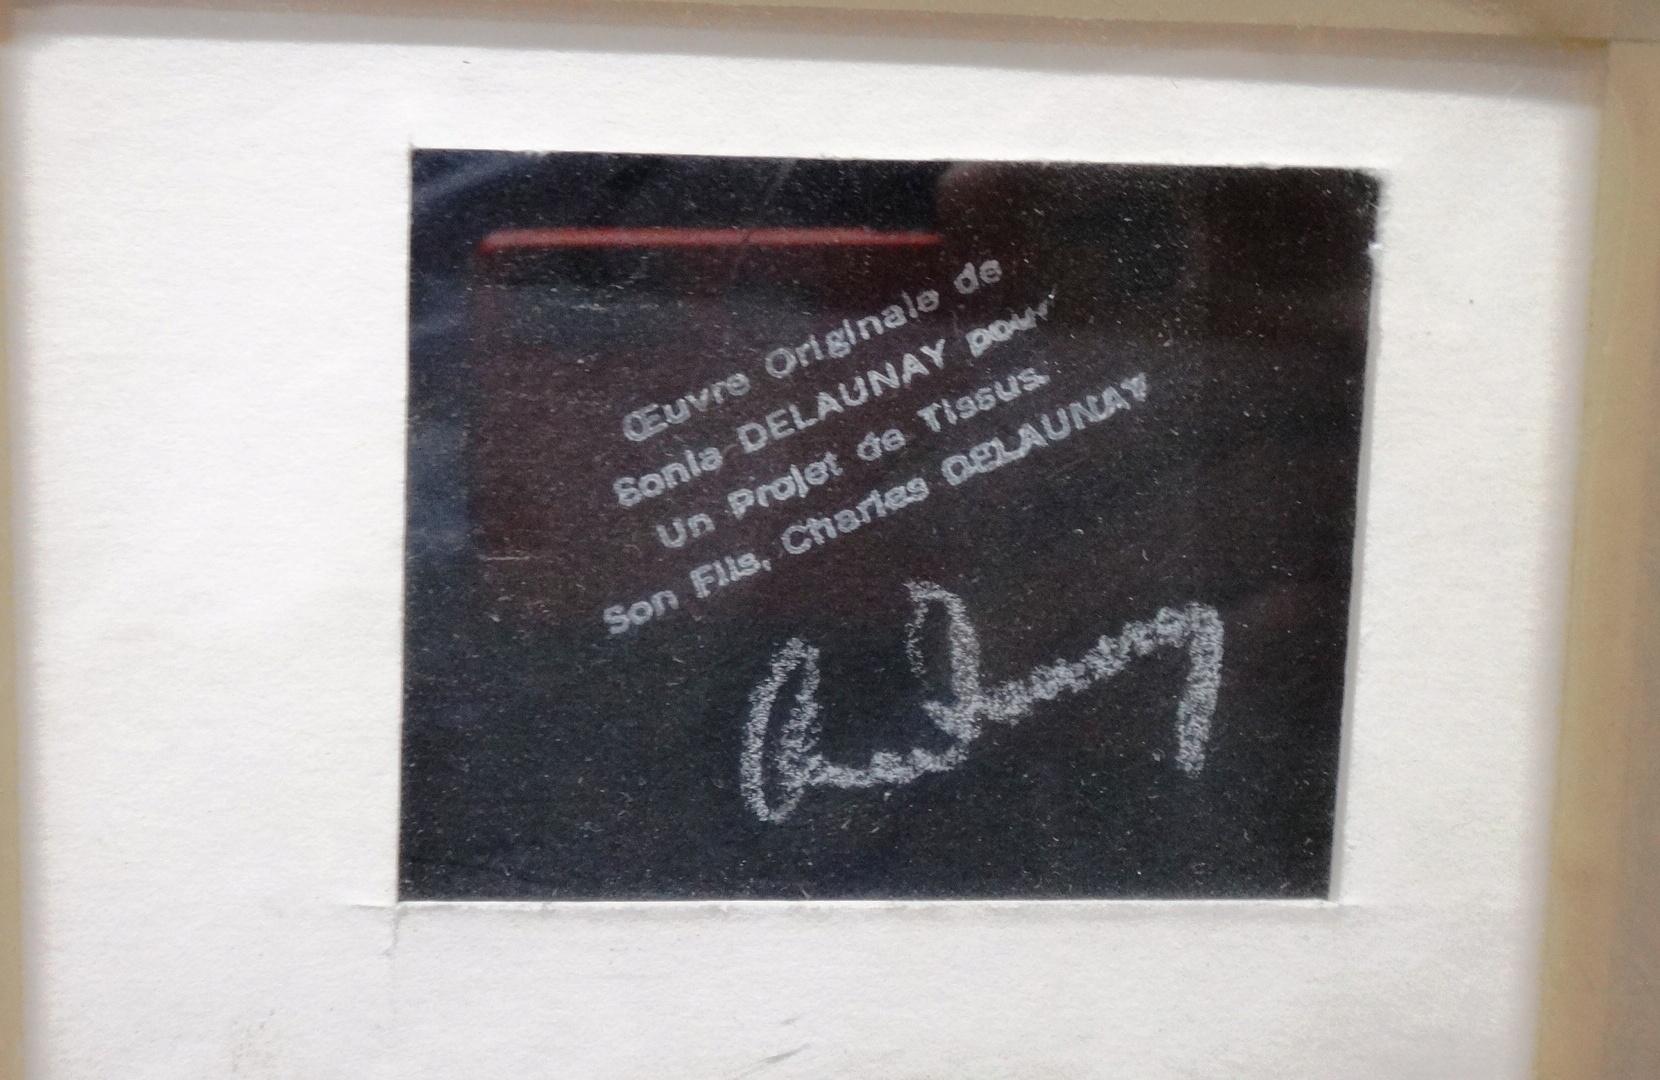 Œuvre Originale de
Sonia DELAUNAY pour
Un Projet de Tissus.
Son Fils, Charles DELAUNAY